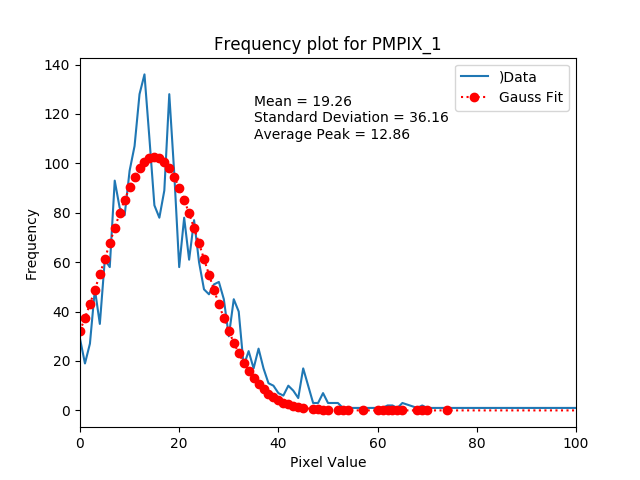 Frequency plot for PMPIX_1
)Data
Gauss Fit
Mean = 19.26
Standard Deviation = 36.16
Average Peak = 12.86
Frequency
140
120
100
80
60
40
20
0
0 20 40 60 80 100
Pixel Value